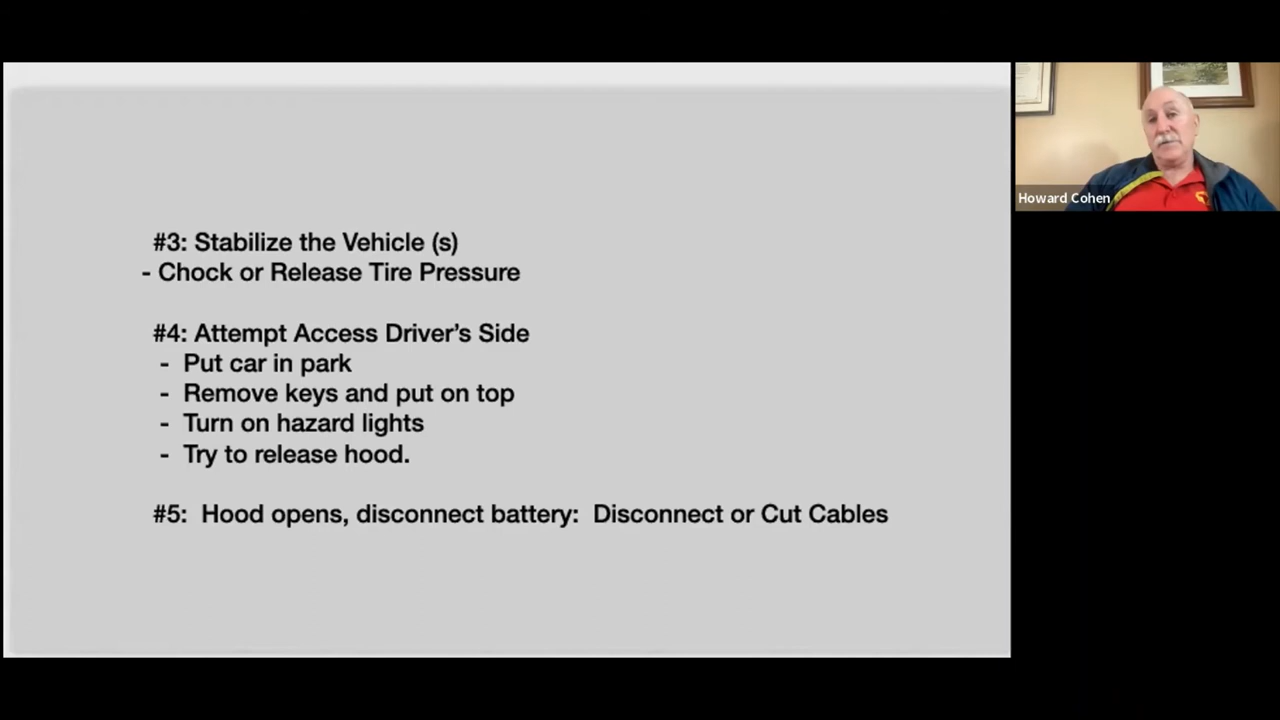 #3: Stabilize the Vehicle (s)
- Chock or Release Tire Pressure
#4: Attempt Access Driver's Side
- Put car in park
- Remove keys and put on top
- Turn on hazard lights
- Try to release hood.
#5: Hood opens, disconnect battery: Disconnect or Cut Cables
Howard Cohen